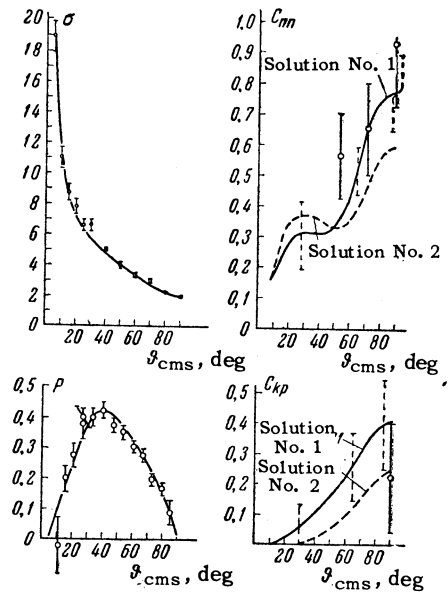 σ
20
18
16
14
12
10
8
6
4
2
0
20 40 60 80
ϑcms, deg
Cnn
1,0
0,9
0,8
0,7
0,6
0,5
0,4
0,3
0,2
0,1
0
Solution No. 1
Solution No. 2
20 40 60 80
ϑcms, deg
P
0,5
0,4
0,3
0,2
0,1
0
20 40 60 80
ϑcms, deg
Ckp
0,5
0,4
0,3
0,2
0,1
0
Solution
No. 1
Solution
No. 2
20 40 60 80
ϑcms, deg